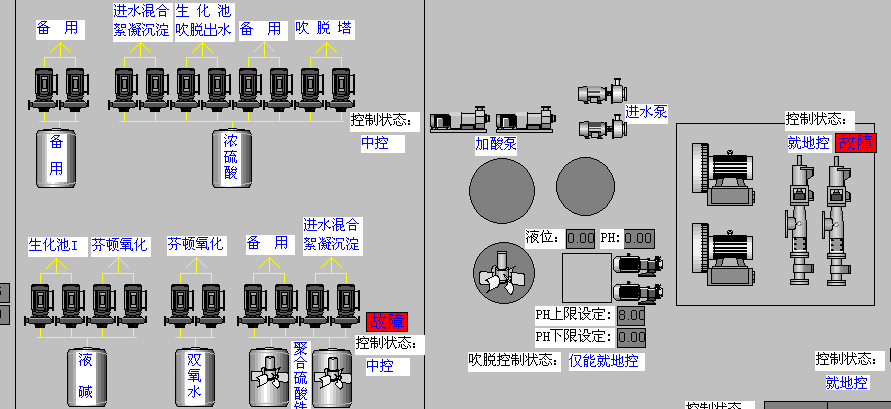 备 用
进水混合
絮凝沉淀
生 化 池
吹脱出水
备 用
吹 脱 塔
控制状态:
中控
备
用
浓
硫
酸
进水泵
加酸泵
控制状态:
就地控
故障
液位:
0.00
PH:
0.00
PH上限设定:
8.00
PH下限设定:
0.00
吹脱控制状态:
仅能就地控
生化池I
芬顿氧化
芬顿氧化
备 用
进水混合
絮凝沉淀
故障
控制状态:
中控
液
碱
双
氧
水
聚
合
硫
酸
铁
控制状态:
就地控
控制状态: